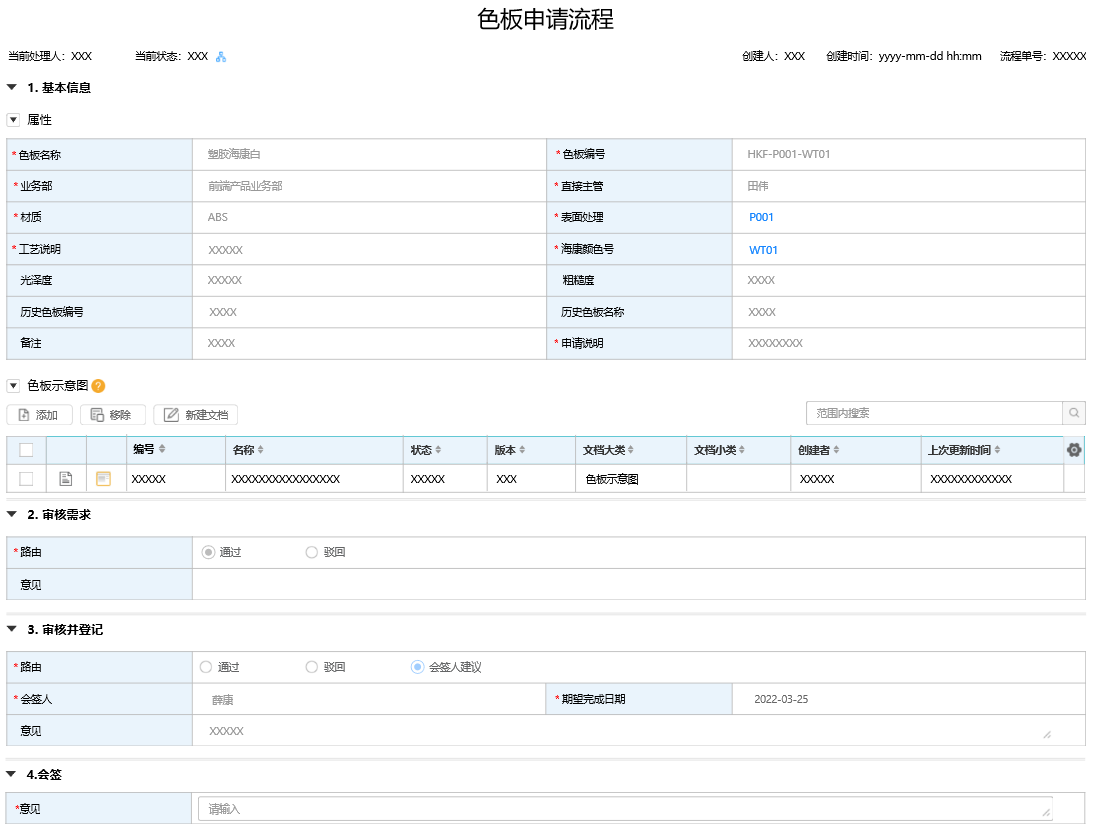 色板申请流程
当前处理人：XXX 当前状态：XXX 创建人：XXX 创建时间：yyyy-mm-dd hh:mm 流程单号：XXXXX
1. 基本信息
属性
*色板名称 塑胶海康白 *色板编号 HKF-P001-WT01
*业务部 前端产品业务部 *直接主管 田伟
*材质 ABS *表面处理 P001
*工艺说明 XXXXX *海康颜色号 WT01
光泽度 XXXXX 粗糙度 XXXX
历史色板编号 XXXX 历史色板名称 XXXX
备注 XXXX *申请说明 XXXXXXXX
色板示意图 ?
添加 移除 新建文档 范围内搜索
编号 名称 状态 版本 文档大类 文档小类 创建者 上次更新时间
XXXXX XXXXXXXXXXXXXXXX XXXXX XXX 色板示意图 XXXXX XXXXXXXXXXXX
2. 审核需求
*路由 通过 驳回
意见
3. 审核并登记
*路由 通过 驳回 会签人建议
*会签人 薛康 *期望完成日期 2022-03-25
意见 XXXXX
4.会签
*意见 请输入